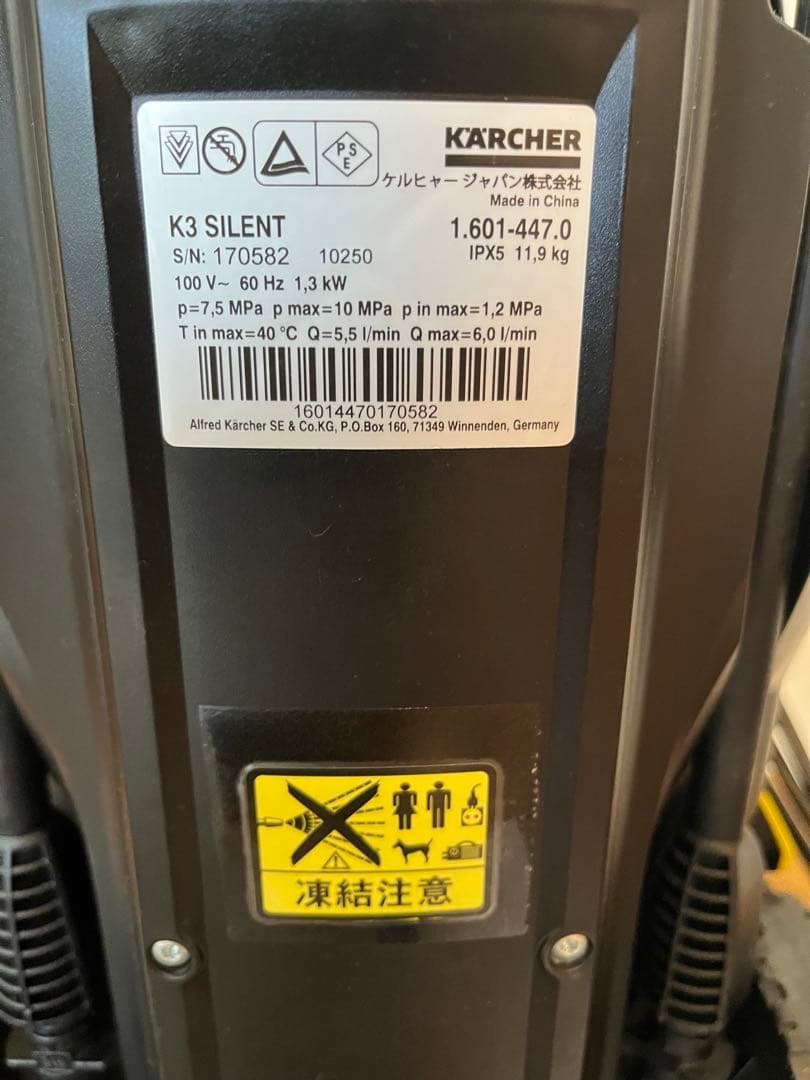 PS
E
KÄRCHER
ケルヒャー ジャパン株式会社
Made in China
K3 SILENT 1.601-447.0
S/N: 170582 10250 IPX5 11,9 kg
100 V~ 60 Hz 1,3 kW
p=7,5 MPa p max=10 MPa p in max=1,2 MPa
T in max=40 °C Q=5,5 l/min Q max=6,0 l/min
16014470170582
Alfred Kärcher SE & Co.KG, P.O.Box 160, 71349 Winnenden, Germany
凍結注意